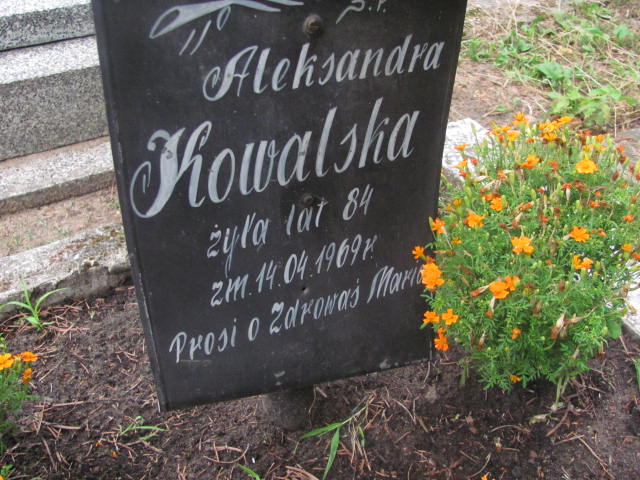 Ś.P.
Aleksandra
Kowalska
żyła lat 84
zm. 14.04.1969 r.
Prosi o Zdrowaś Maria